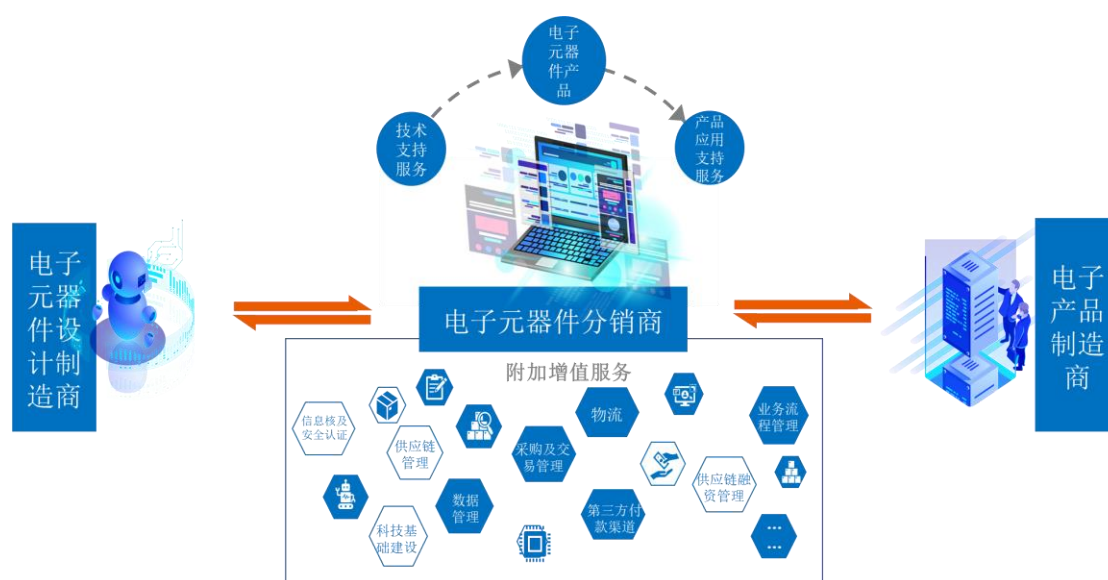 电子
元器
件产
品
技术
支持
服务
产品
应用
支持
服务
电子
元器
件设
计制
造商
电子元器件分销商
电子
产品
制造
商
附加增值服务
信息核及
安全认证
供应链
管理
采购及交
易管理
物流
业务流
程管理
数据
管理
供应链融
资管理
科技基
础建设
第三方付
款渠道
...
...